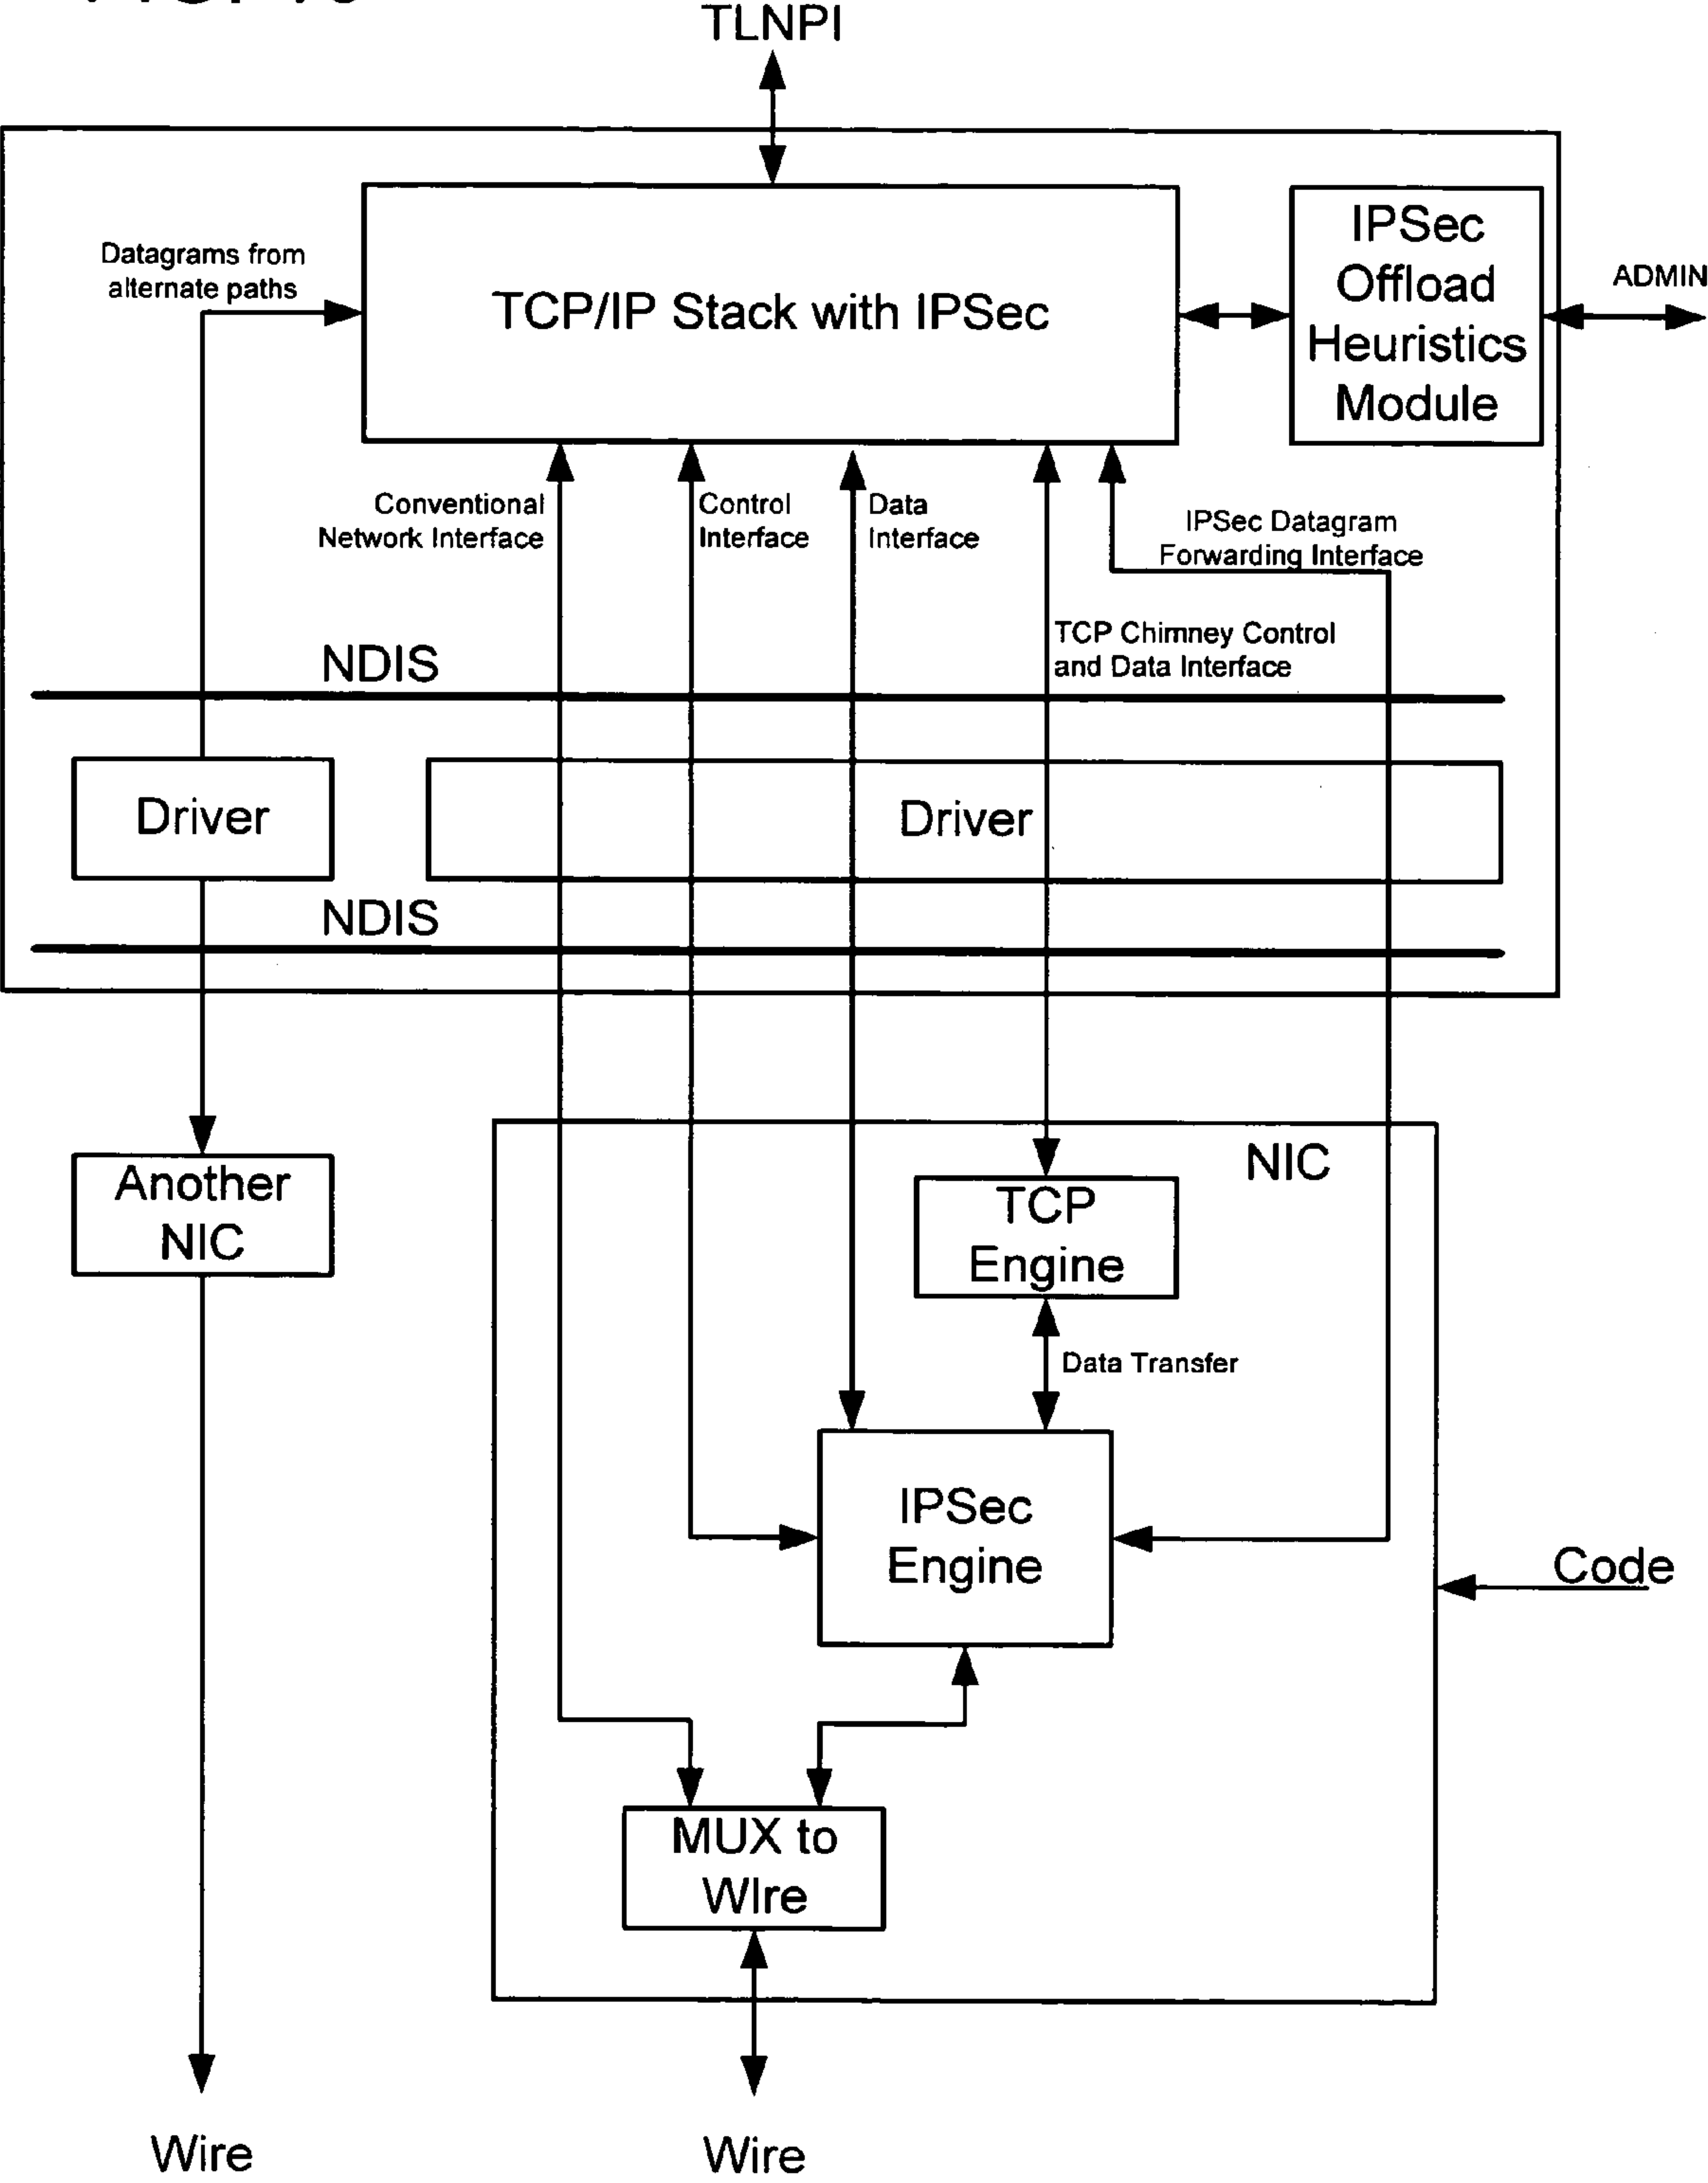 TLNPI
Datagrams from
alternate paths
TCP/IP Stack with IPSec
IPSec
Offload
Heuristics
Module
ADMIN
Conventional
Network Interface
Control
Interface
Data
Interface
IPSec Datagram
Forwarding Interface
TCP Chimney Control
and Data Interface
NDIS
Driver
Driver
NDIS
Another
NIC
NIC
TCP
Engine
Data Transfer
IPSec
Engine
Code
MUX to
WIre
Wire
Wire